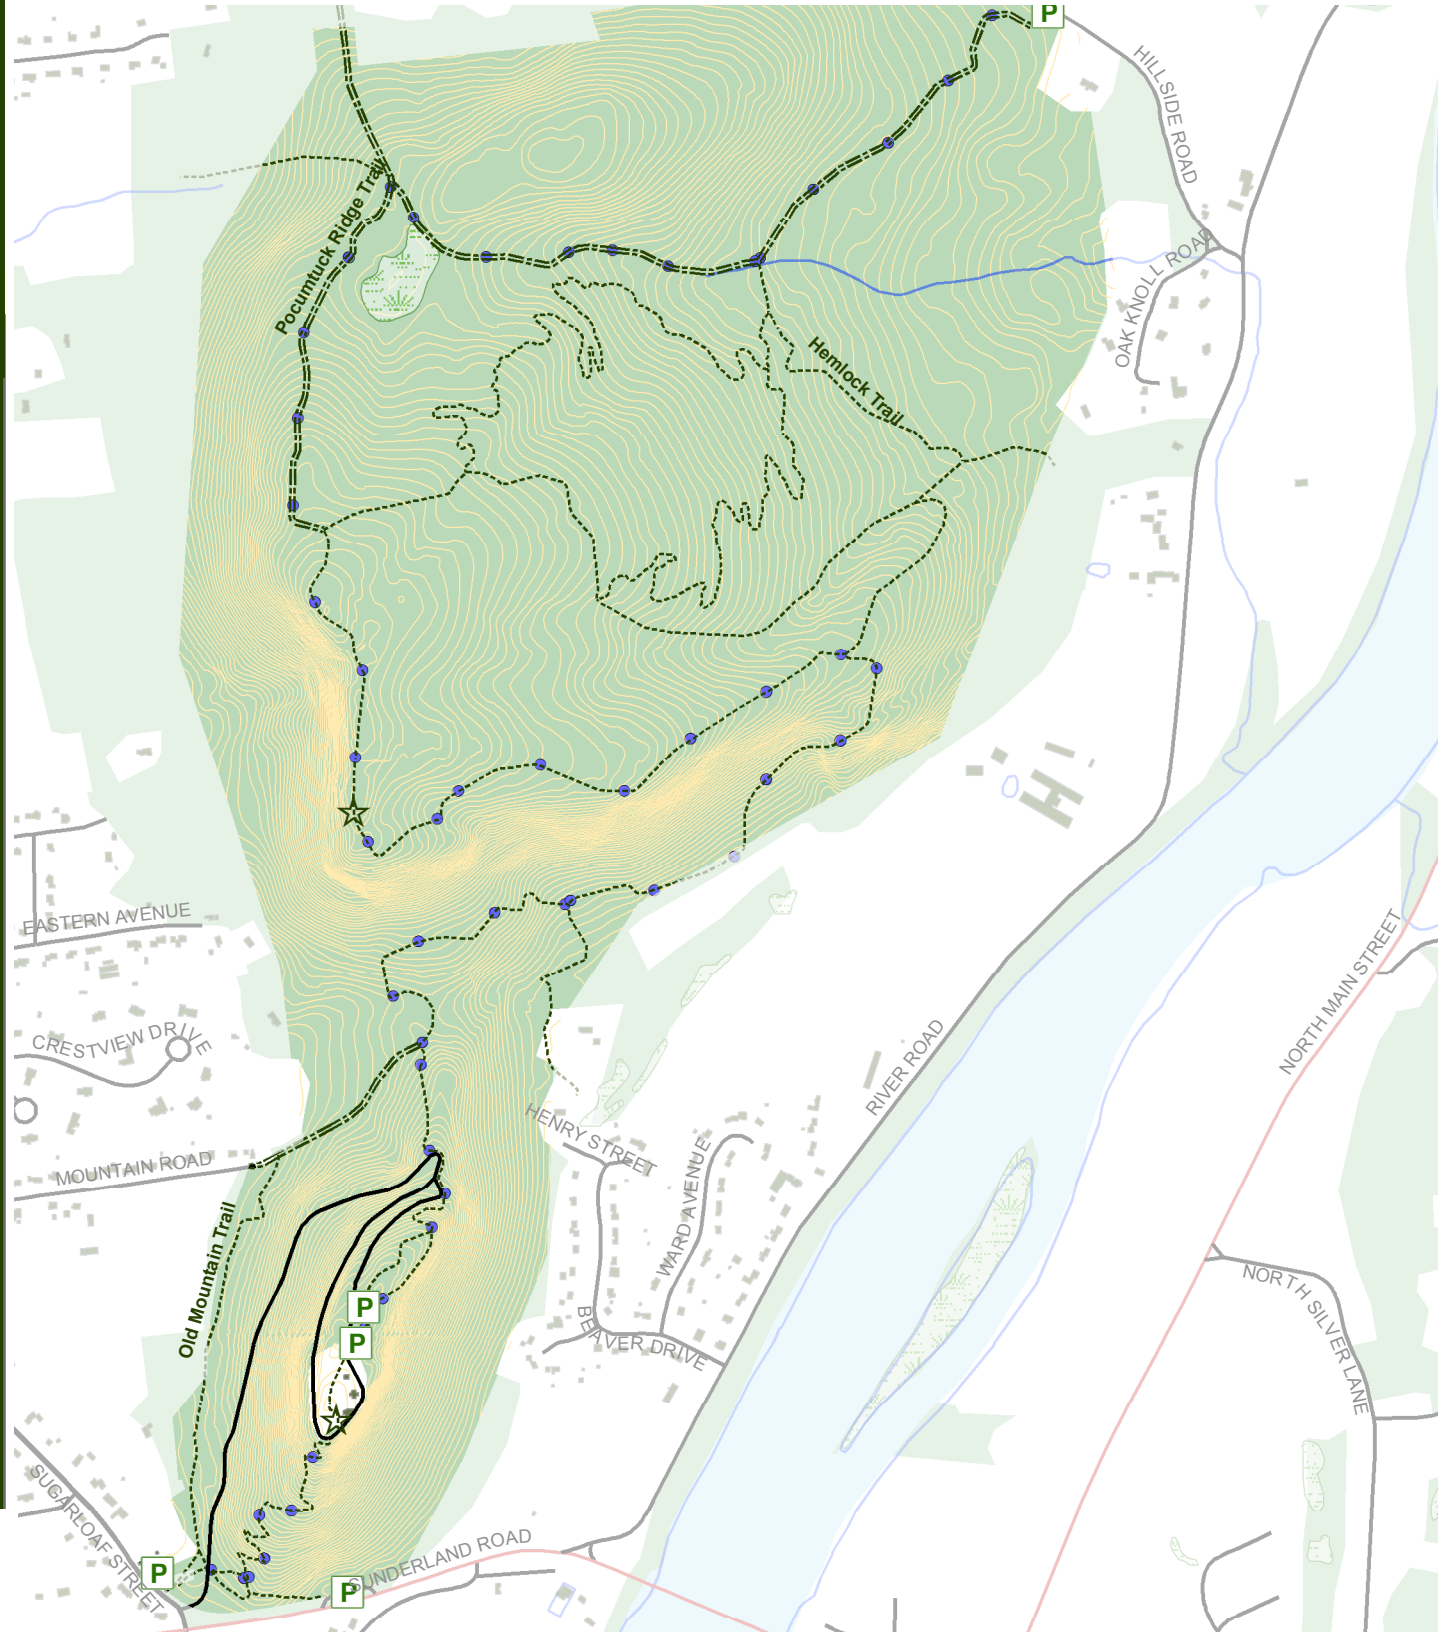 P
HILLSIDE ROAD
Pocumtuck Ridge Trail
OAK KNOLL ROAD
Hemlock Trail
EASTERN AVENUE
NORTH MAIN STREET
CRESTVIEW DRIVE
RIVER ROAD
HENRY STREET
MOUNTAIN ROAD
WARD AVENUE
Old Mountain Trail
NORTH SILVER LANE
P
BEAVER DRIVE
P
SUGARLOAF STREET
SUNDERLAND ROAD
P
P